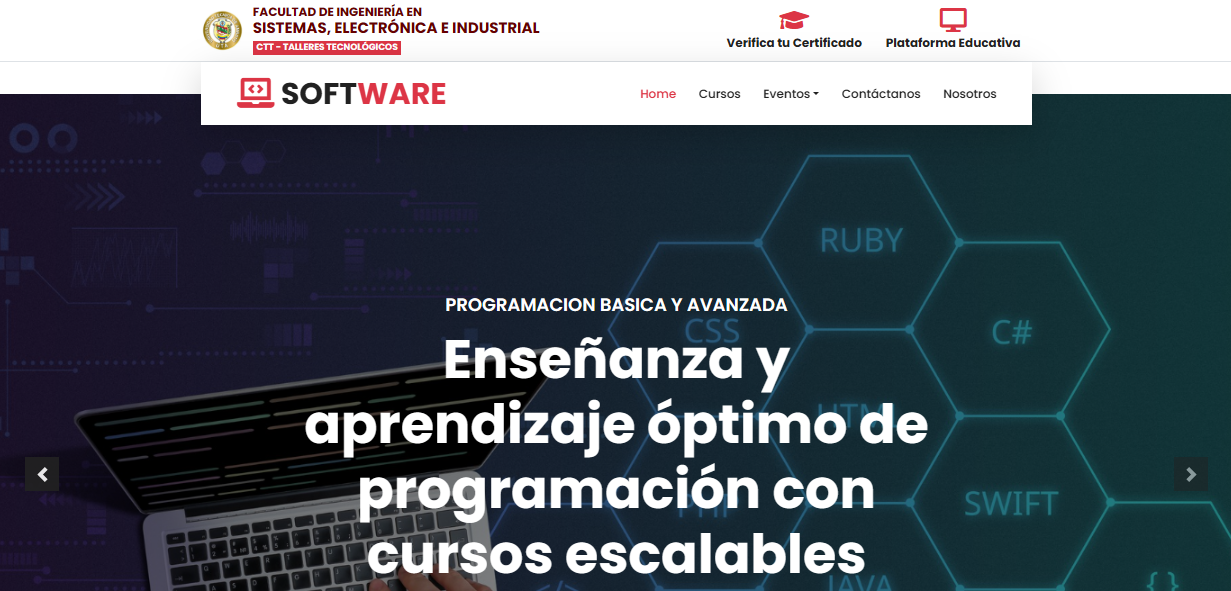 FACULTAD DE INGENIERÍA EN
SISTEMAS, ELECTRÓNICA E INDUSTRIAL
CTT - TALLERES TECNOLÓGICOS
Verifica tu Certificado
Plataforma Educativa
SOFTWARE
Home
Cursos
Eventos
Contáctanos
Nosotros
RUBY
PROGRAMACION BASICA Y AVANZADA
CSS
C#
Enseñanza y
aprendizaje óptimo de
HTML
programación con
PHP
SWIFT
cursos escalables
JAVA
</>
{ }